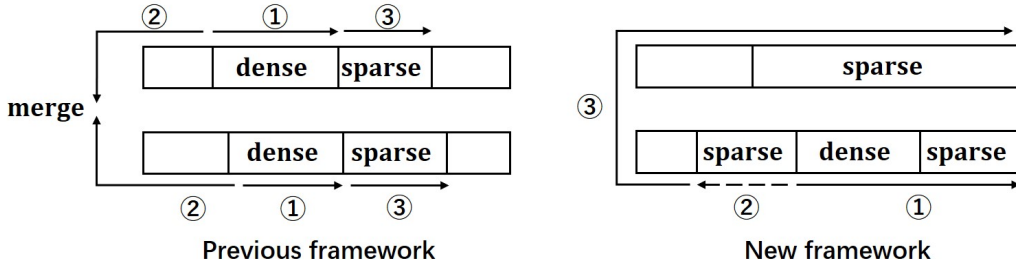 ② ① ③
dense sparse
merge
dense sparse
② ① ③
Previous framework
sparse
③
sparse dense sparse
② ①
New framework